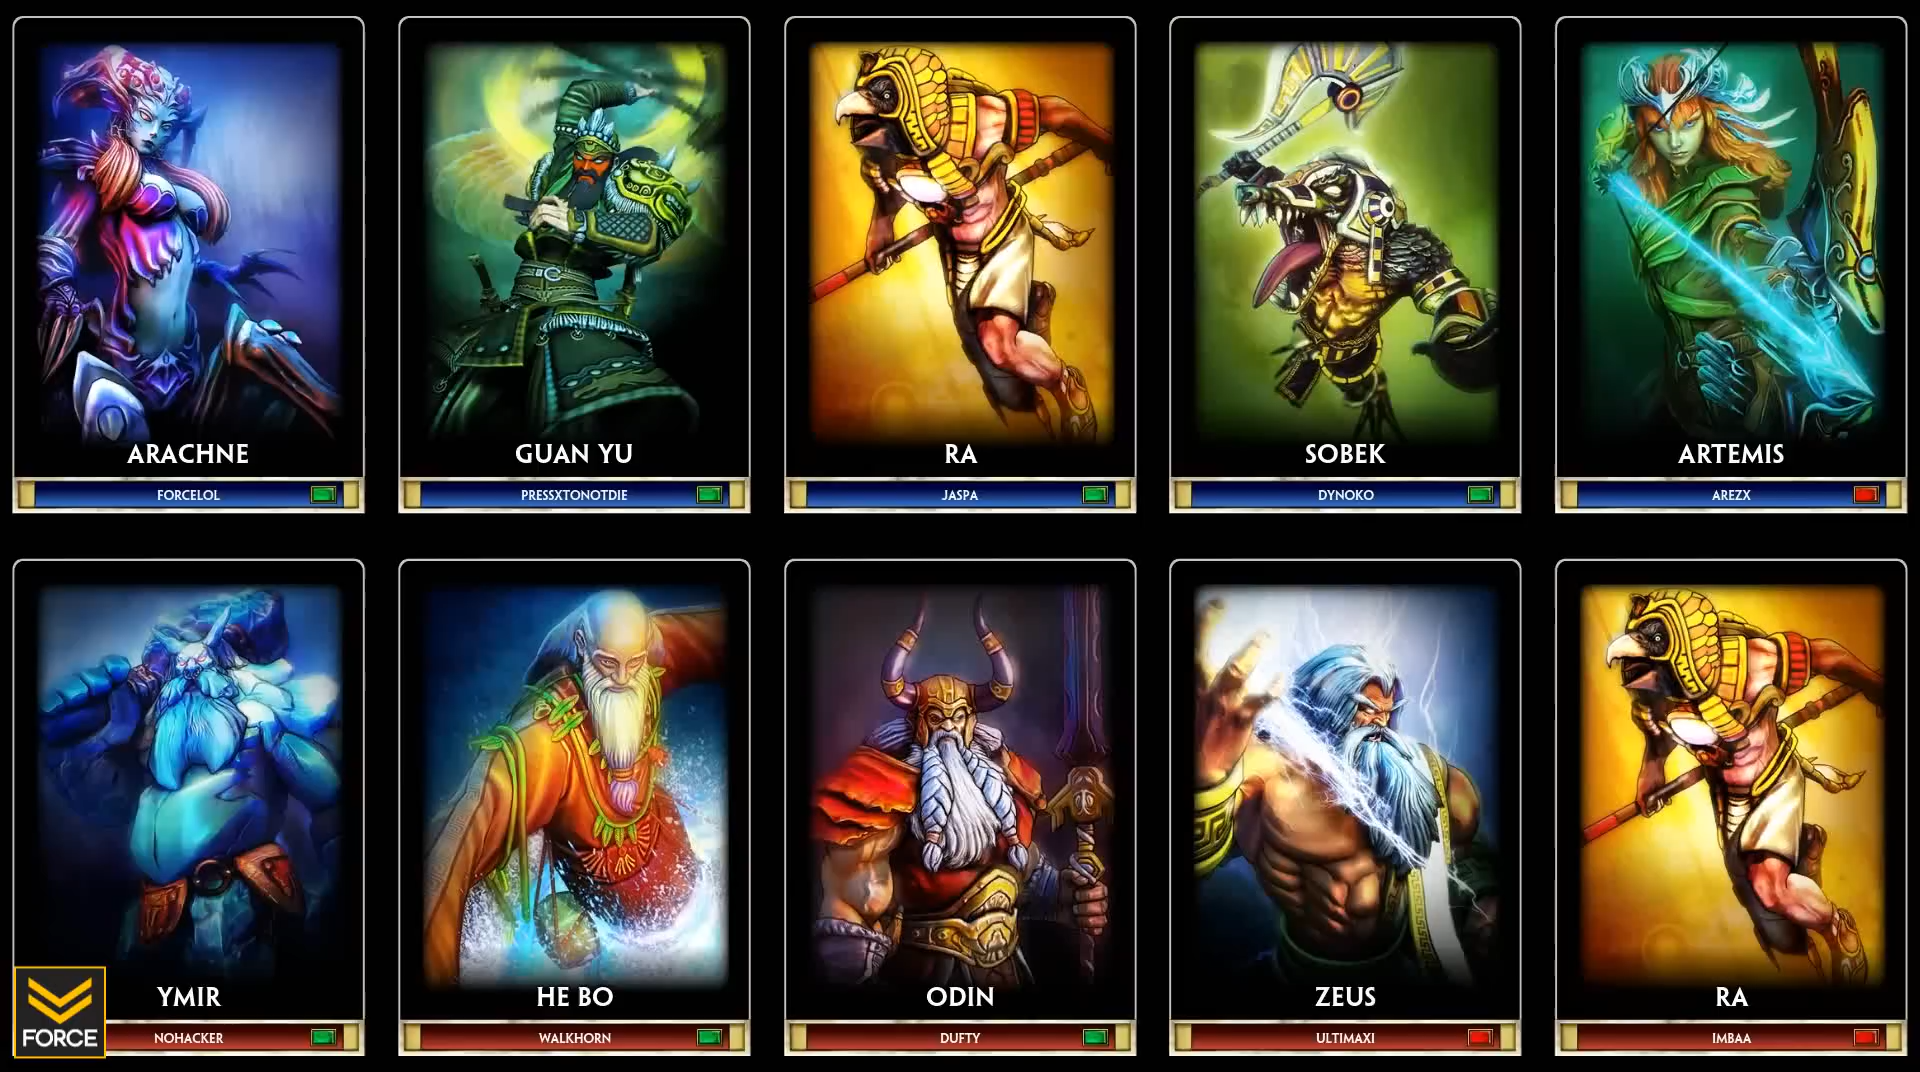 ARACHNE
FORCELOL
GUAN YU
PRESSXTONOTDIE
RA
JASPA
SOBEK
DYNOKO
ARTEMIS
AREZX
YMIR
NOHACKER
HE BO
WALKHORN
ODIN
DUFTY
ZEUS
ULTIMAXI
RA
IMBAA
FORCE